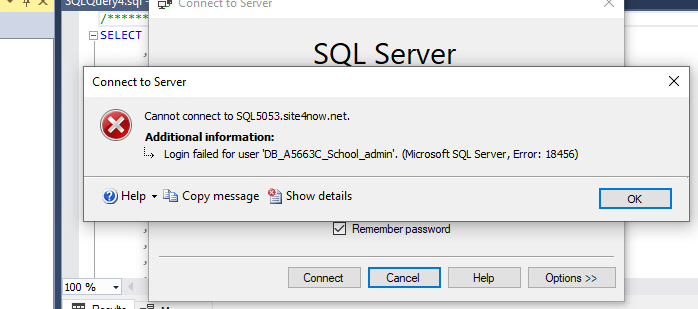 SQLQuery4.sql -
Connect to Server
/******
SELECT
SQL Server
Connect to Server
Cannot connect to SQL5053.site4now.net.
Additional information:
Login failed for user 'DB_A5663C_School_admin'. (Microsoft SQL Server, Error: 18456)
Help
Copy message
Show details
OK
Remember password
Connect
Cancel
Help
Options >>
100 %
Results